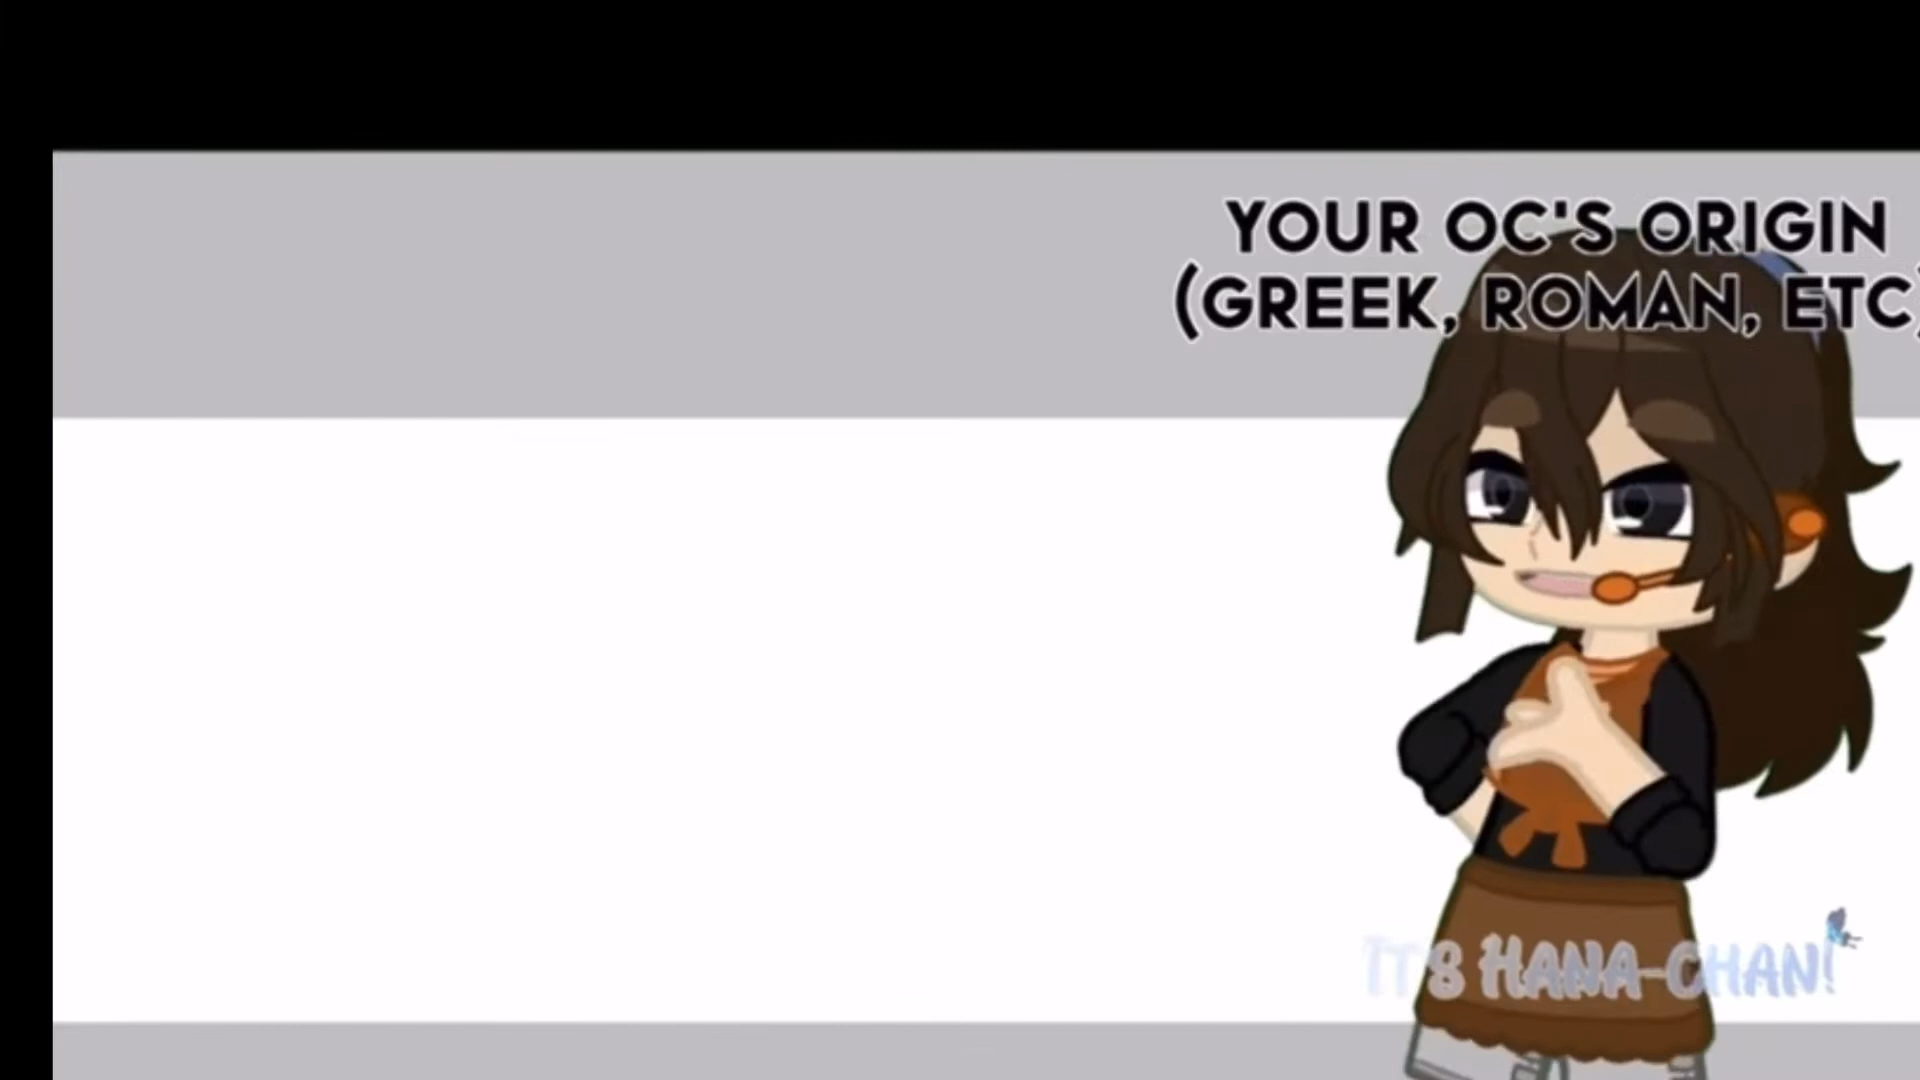 YOUR OC'S ORIGIN
(GREEK, ROMAN, ETC)
IT'S HANA-CHAN!